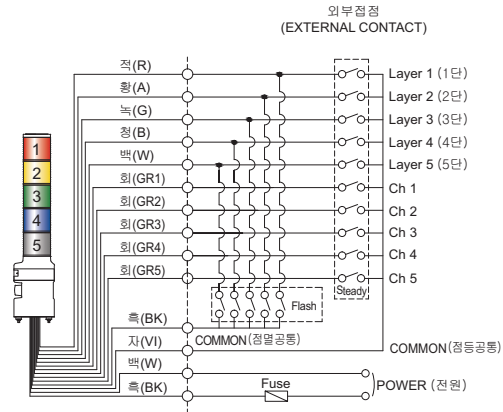 외부접점
(EXTERNAL CONTACT)
적(R)
Layer 1 (1단)
황(A)
Layer 2 (2단)
녹(G)
Layer 3 (3단)
청(B)
Layer 4 (4단)
백(W)
Layer 5 (5단)
회(GR1)
Ch 1
회(GR2)
Ch 2
회(GR3)
Ch 3
회(GR4)
Ch 4
회(GR5)
Ch 5
1
2
3
4
5
Steady
Flash
흑(BK)
COMMON (점멸공통)
자(VI)
COMMON (점등공통)
백(W)
흑(BK)
Fuse
POWER (전원)